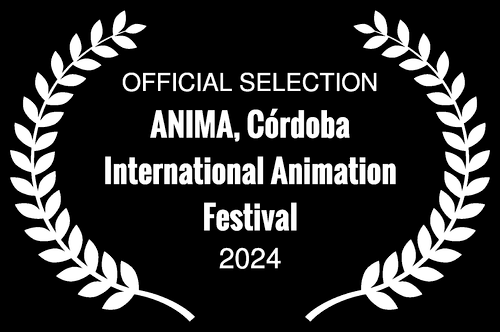 OFFICIAL SELECTION
ANIMA, Córdoba
International Animation
Festival
2024